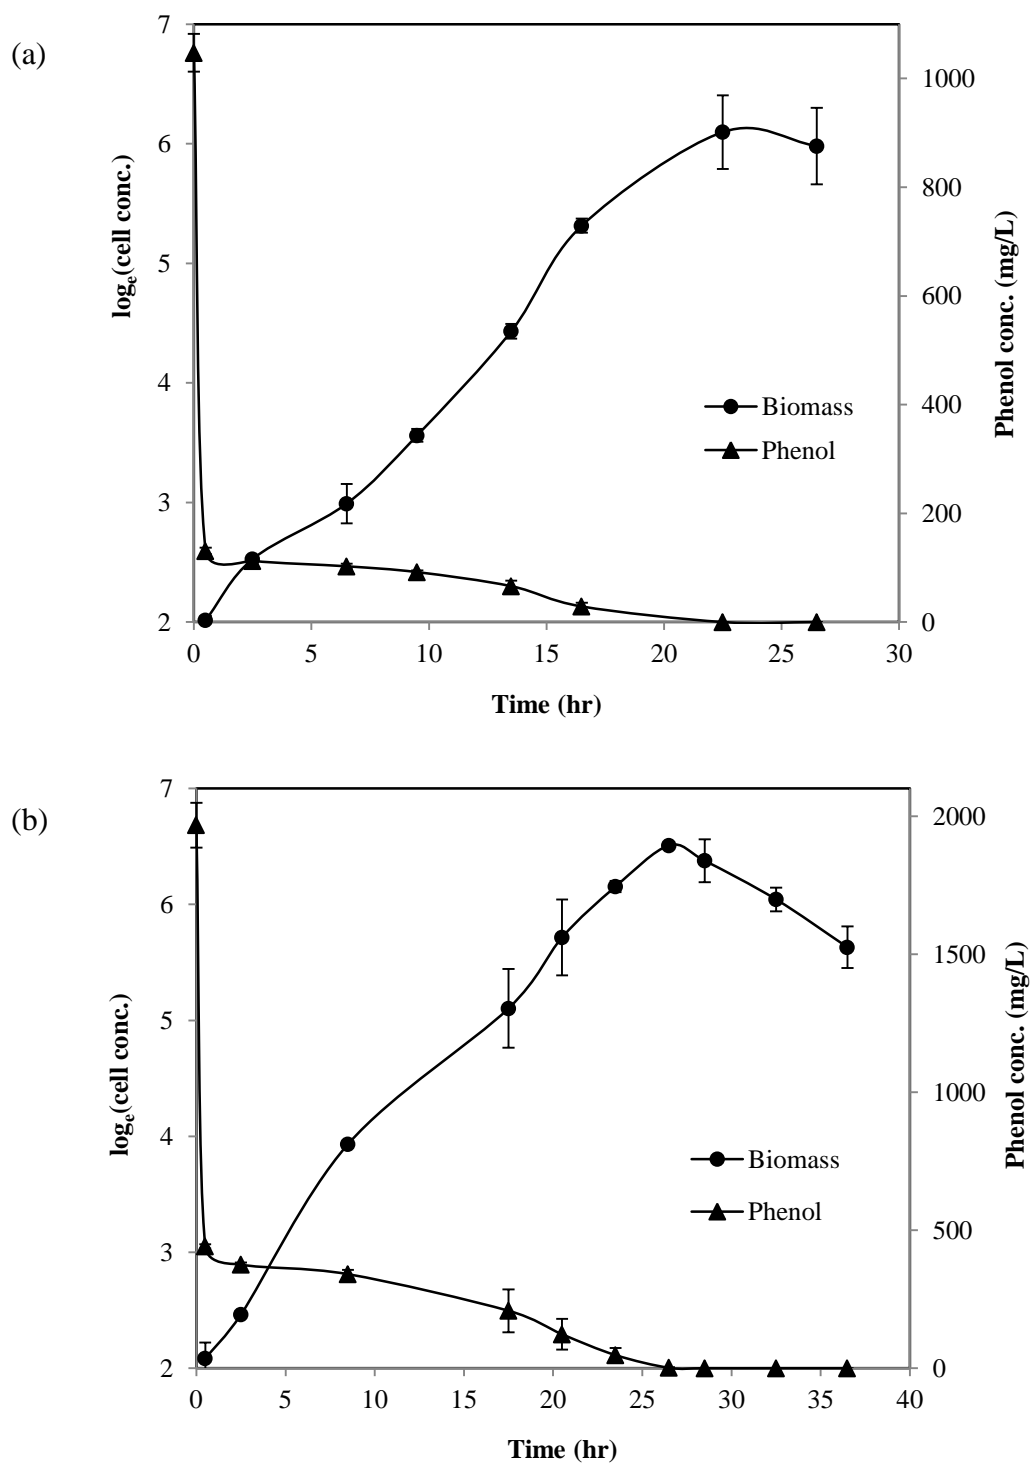 (a)
7
6
5
4
3
2
log_e(cell conc.)
1000
800
600
400
200
0
Phenol conc. (mg/L)
Biomass
Phenol
0 5 10 15 20 25 30
Time (hr)
(b)
7
6
5
4
3
2
log_e(cell conc.)
2000
1500
1000
500
0
Phenol conc. (mg/L)
Biomass
Phenol
0 5 10 15 20 25 30 35 40
Time (hr)